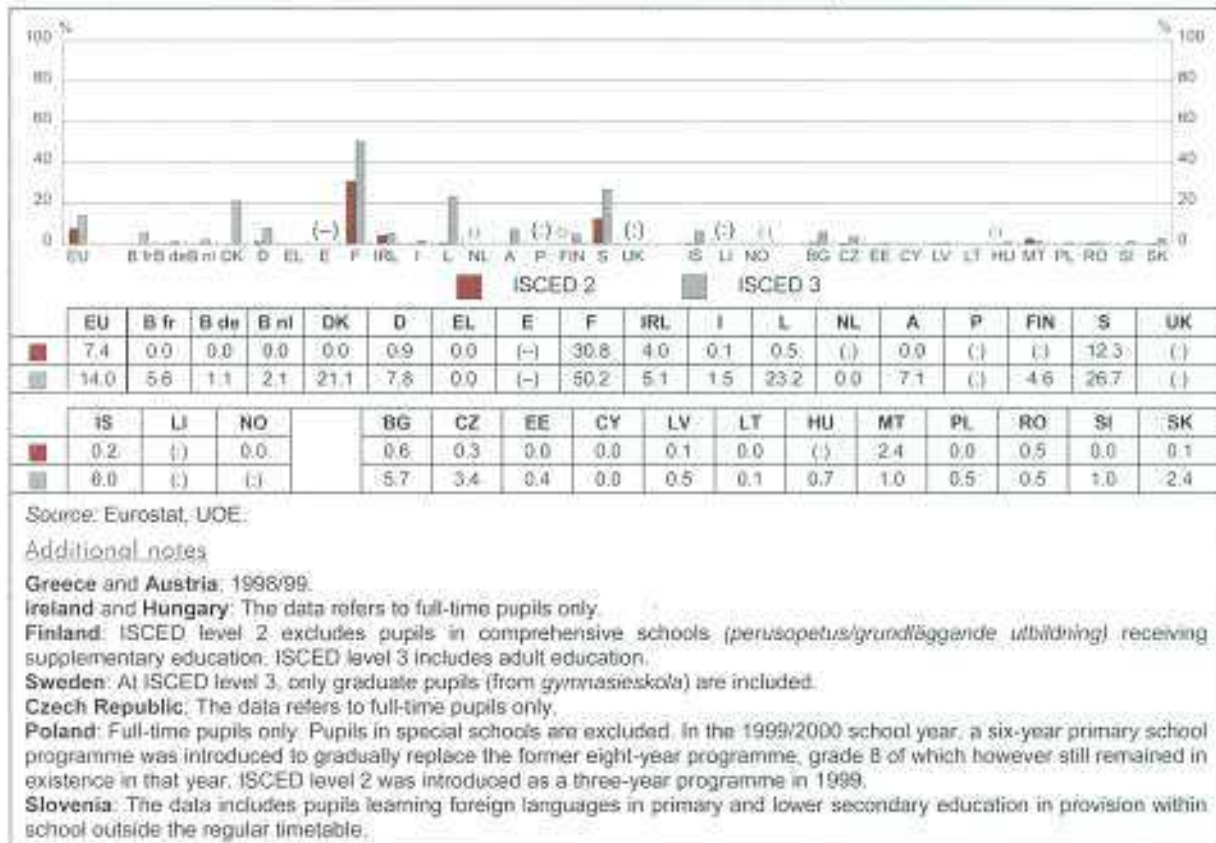 % %
100 100
80 80
60 60
40 40
20 20
0 0
(–) (:) (:) (:)
EU B fr B de B nl DK D EL E F IRL I L NL A P FIN S UK IS LI NO BG CZ EE CY LV LT HU MT PL RO SI SK
ISCED 2 ISCED 3
EU B fr B de B nl DK D EL E F IRL I L NL A P FIN S UK
7.4 0.0 0.0 0.0 0.0 0.9 0.0 (–) 30.8 4.0 0.1 0.5 (:) 0.0 (:) (:) 12.3 (:)
14.0 5.6 1.1 2.1 21.1 7.8 0.0 (–) 50.2 5.1 1.5 23.2 0.0 7.1 (:) 4.6 26.7 (:)
IS LI NO BG CZ EE CY LV LT HU MT PL RO SI SK
0.2 (:) 0.0 0.6 0.3 0.0 0.0 0.1 0.0 (:) 2.4 0.0 0.5 0.0 0.1
(:) (:) 5.7 3.4 0.4 0.0 0.5 0.1 0.7 1.0 0.5 0.5 1.0 2.4
Source: Eurostat, UOE.
Additional notes
Greece and Austria: 1998/99.
Ireland and Hungary: The data refers to full-time pupils only.
Finland: ISCED level 2 excludes pupils in comprehensive schools (perusopetus/grundläggande utbildning) receiving
supplementary education. ISCED level 3 includes adult education.
Sweden: At ISCED level 3, only graduate pupils (from gymnasieskola) are included.
Czech Republic: The data refers to full-time pupils only.
Poland: Full-time pupils only. Pupils in special schools are excluded. In the 1999/2000 school year, a six-year primary school
programme was introduced to gradually replace the former eight-year programme, grade 8 of which however still remained in
existence in that year. ISCED level 2 was introduced as a three-year programme in 1999.
Slovenia: The data includes pupils learning foreign languages in primary and lower secondary education in provision within
school outside the regular timetable.